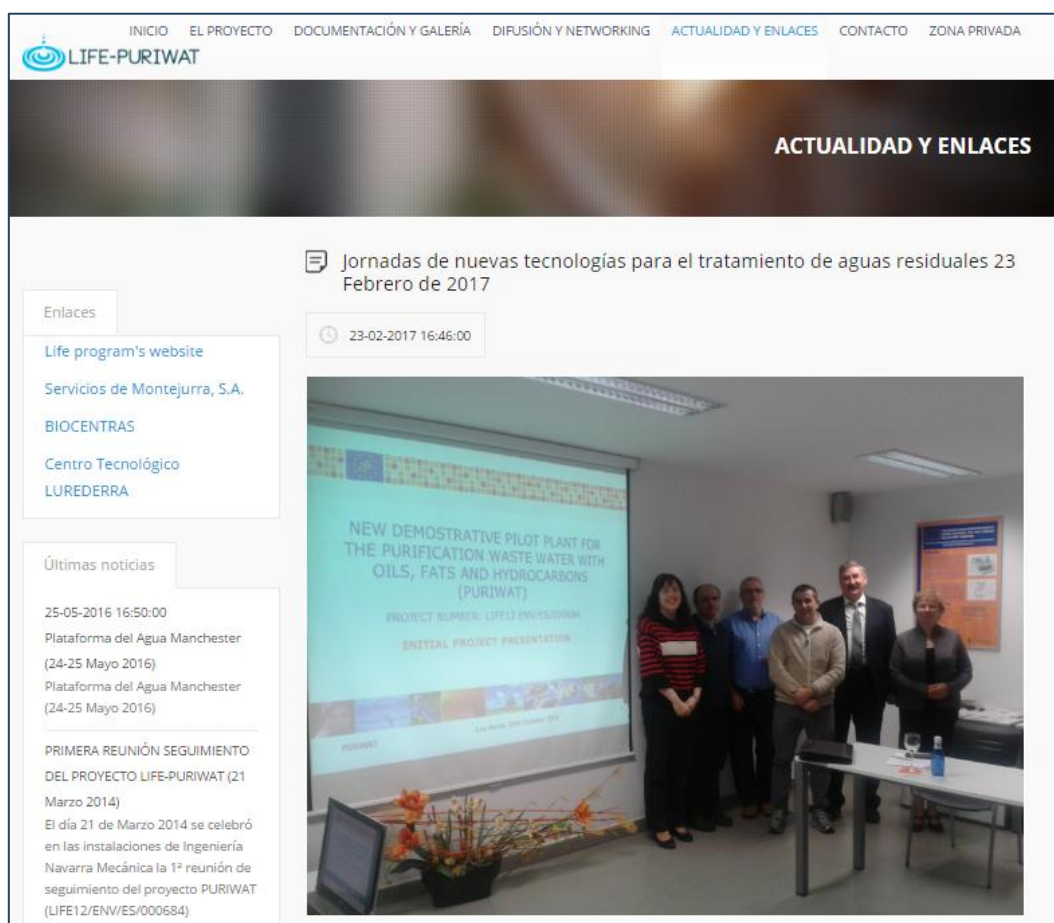 INICIO EL PROYECTO DOCUMENTACIÓN Y GALERÍA DIFUSIÓN Y NETWORKING ACTUALIDAD Y ENLACES CONTACTO ZONA PRIVADA
LIFE-PURIWAT
ACTUALIDAD Y ENLACES
Jornadas de nuevas tecnologías para el tratamiento de aguas residuales 23
Febrero de 2017
23-02-2017 16:46:00
Enlaces
Life program's website
Servicios de Montejurra, S.A.
BIOCENTRAS
Centro Tecnológico
LUREDERRA
Últimas noticias
25-05-2016 16:50:00
Plataforma del Agua Manchester
(24-25 Mayo 2016)
Plataforma del Agua Manchester
(24-25 Mayo 2016)
PRIMERA REUNIÓN SEGUIMIENTO
DEL PROYECTO LIFE-PURIWAT (21
Marzo 2014)
El día 21 de Marzo 2014 se celebró
en las instalaciones de Ingeniería
Navarra Mecánica la 1ª reunión de
seguimiento del proyecto PURIWAT
(LIFE12/ENV/ES/000684)
NEW DEMOSTRATIVE PILOT PLANT FOR
THE PURIFICATION WASTE WATER WITH
OILS, FATS AND HYDROCARBONS
(PURIWAT)
PROJECT NUMBER: LIFE12 ENV/ES/000684
INITIAL PROJECT PRESENTATION
PURIWAT